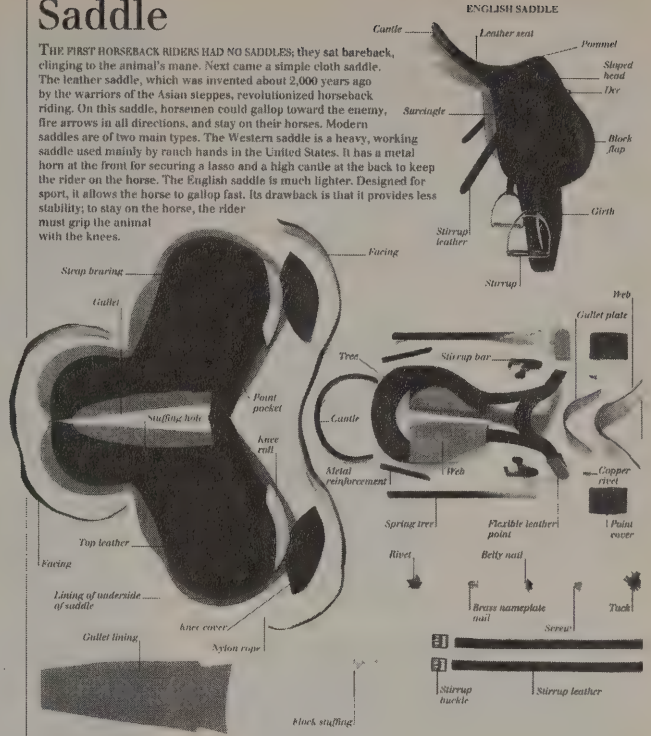 Saddle
THE FIRST HORSEBACK RIDERS HAD NO SADDLES; they sat bareback,
clinging to the animal's mane. Next came a simple cloth saddle.
The leather saddle, which was invented about 2,000 years ago
by the warriors of the Asian steppes, revolutionized horseback
riding. On this saddle, horsemen could gallop toward the enemy,
fire arrows in all directions, and stay on their horses. Modern
saddles are of two main types. The Western saddle is a heavy, working
saddle used mainly by ranch hands in the United States. It has a metal
horn at the front for securing a lasso and a high cantle at the back to keep
the rider on the horse. The English saddle is much lighter. Designed for
sport, it allows the horse to gallop fast. Its drawback is that it provides less
stability; to stay on the horse, the rider
must grip the animal
with the knees.
ENGLISH SADDLE
Cantle
Leather seat
Pommel
Sloped
head
Dee
Surcingle
Block
flap
Girth
Stirrup
leather
Stirrup
Facing
Strap bracing
Gullet
Point
pocket
Stuffing hole
Knee
roll
Top leather
Facing
Lining of underside
of saddle
Knee cover
Nylon rope
Gullet lining
Flock stuffing
Web
Gullet plate
Tree
Stirrup bar
Cantle
Metal
reinforcement
Web
Copper
rivet
Spring tree
Flexible leather
point
Point
cover
Rivet
Belly nail
Brass nameplate
nail
Screw
Tack
Stirrup
buckle
Stirrup leather